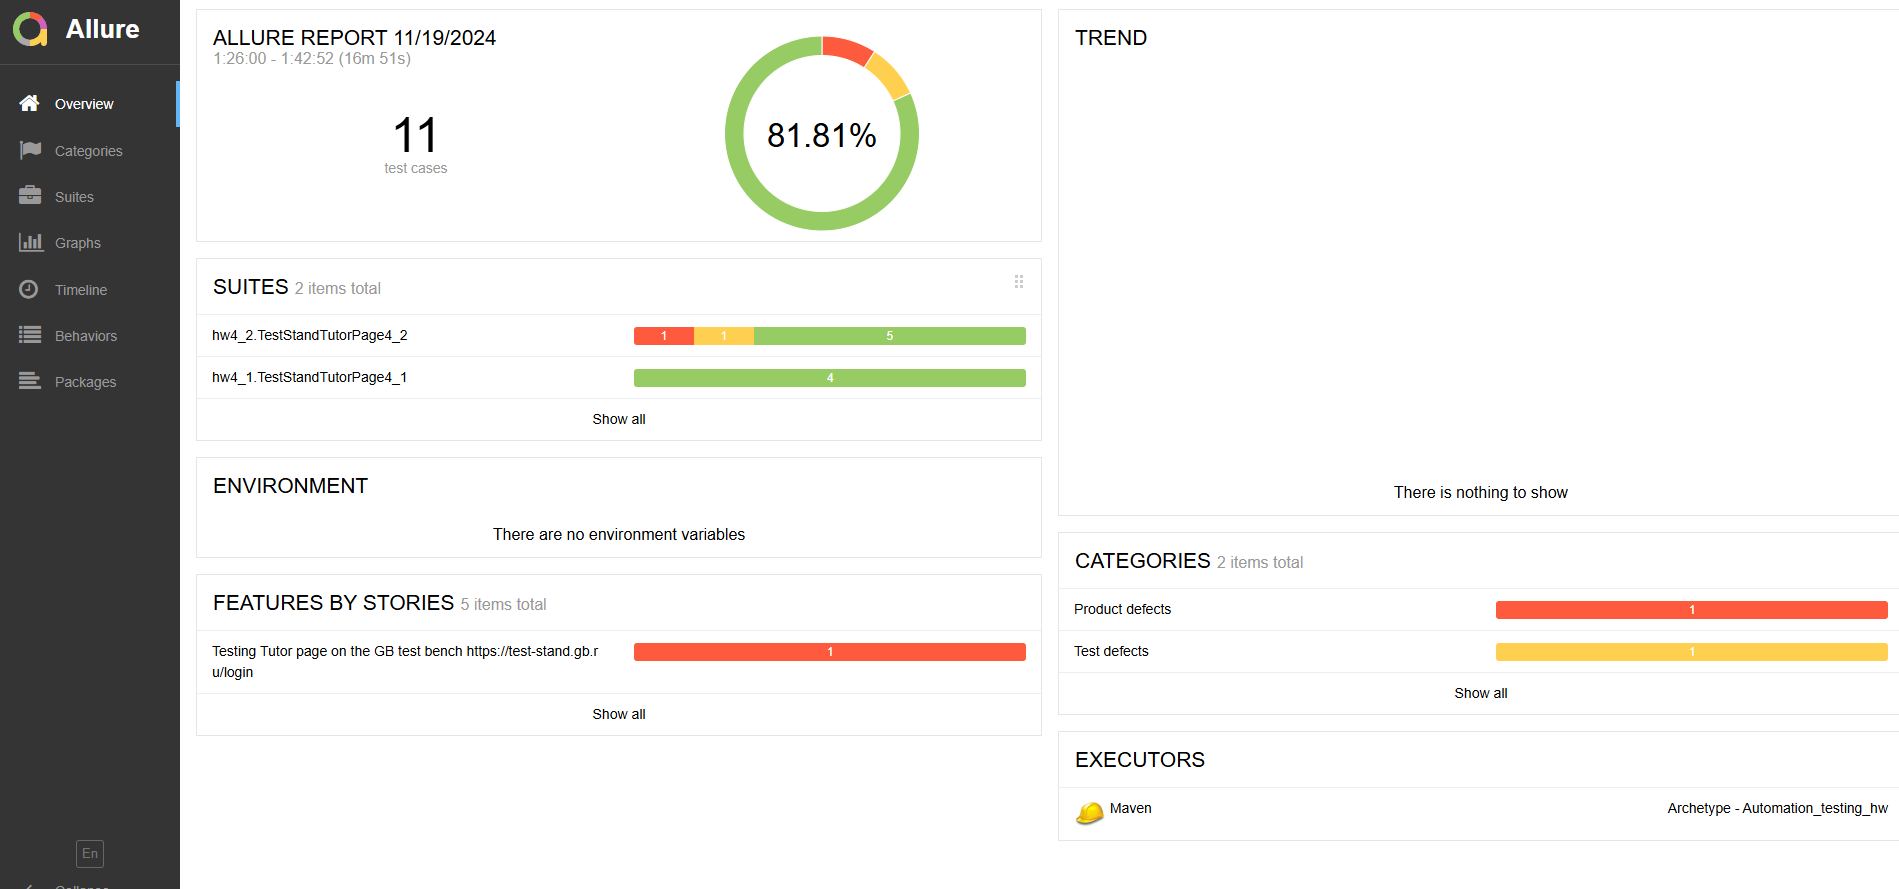 Allure
Overview
Categories
Suites
Graphs
Timeline
Behaviors
Packages
En
Collapse
ALLURE REPORT 11/19/2024
1:26:00 - 1:42:52 (16m 51s)
11
test cases
81.81%
SUITES 2 items total
hw4_2.TestStandTutorPage4_2
1 1 5
hw4_1.TestStandTutorPage4_1
4
Show all
ENVIRONMENT
There are no environment variables
FEATURES BY STORIES 5 items total
Testing Tutor page on the GB test bench https://test-stand.gb.r
u/login
1
Show all
TREND
There is nothing to show
CATEGORIES 2 items total
Product defects
1
Test defects
1
Show all
EXECUTORS
Maven
Archetype - Automation_testing_hw